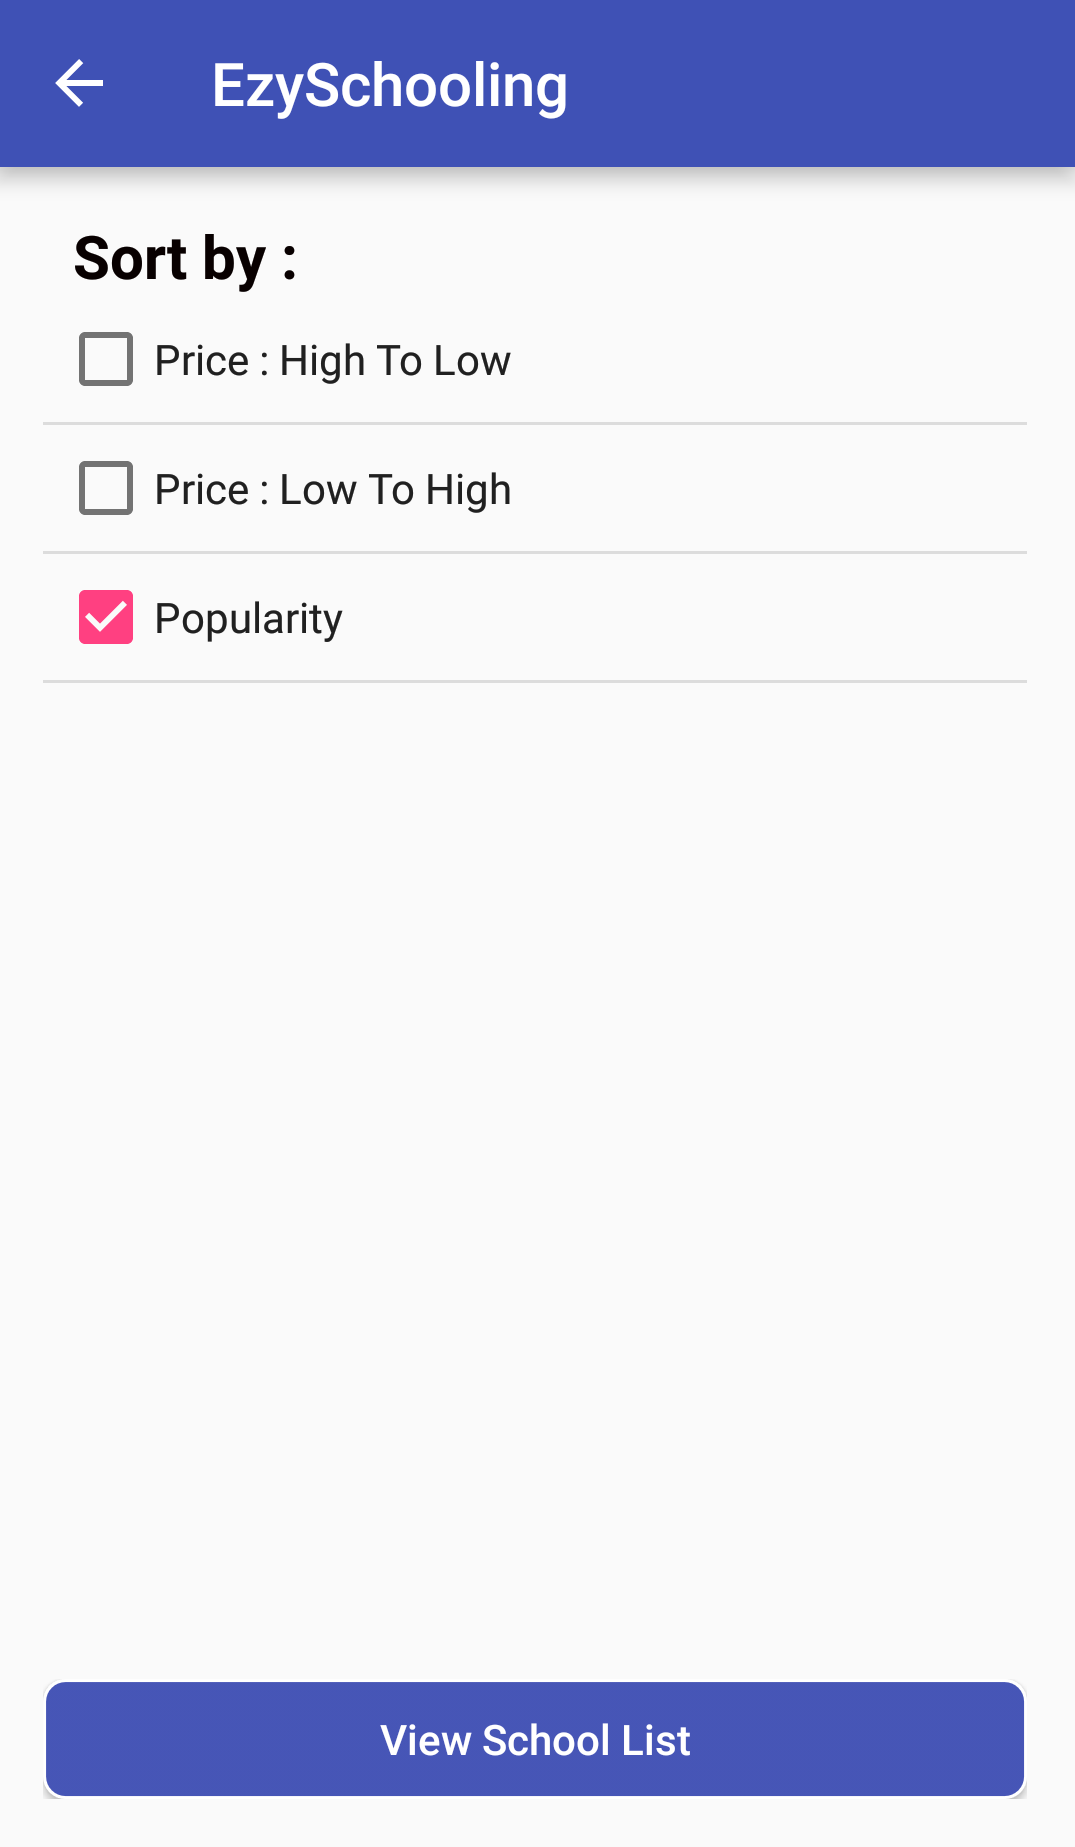 EzySchooling
Sort by :
Price : High To Low
Price : Low To High
Popularity
View School List